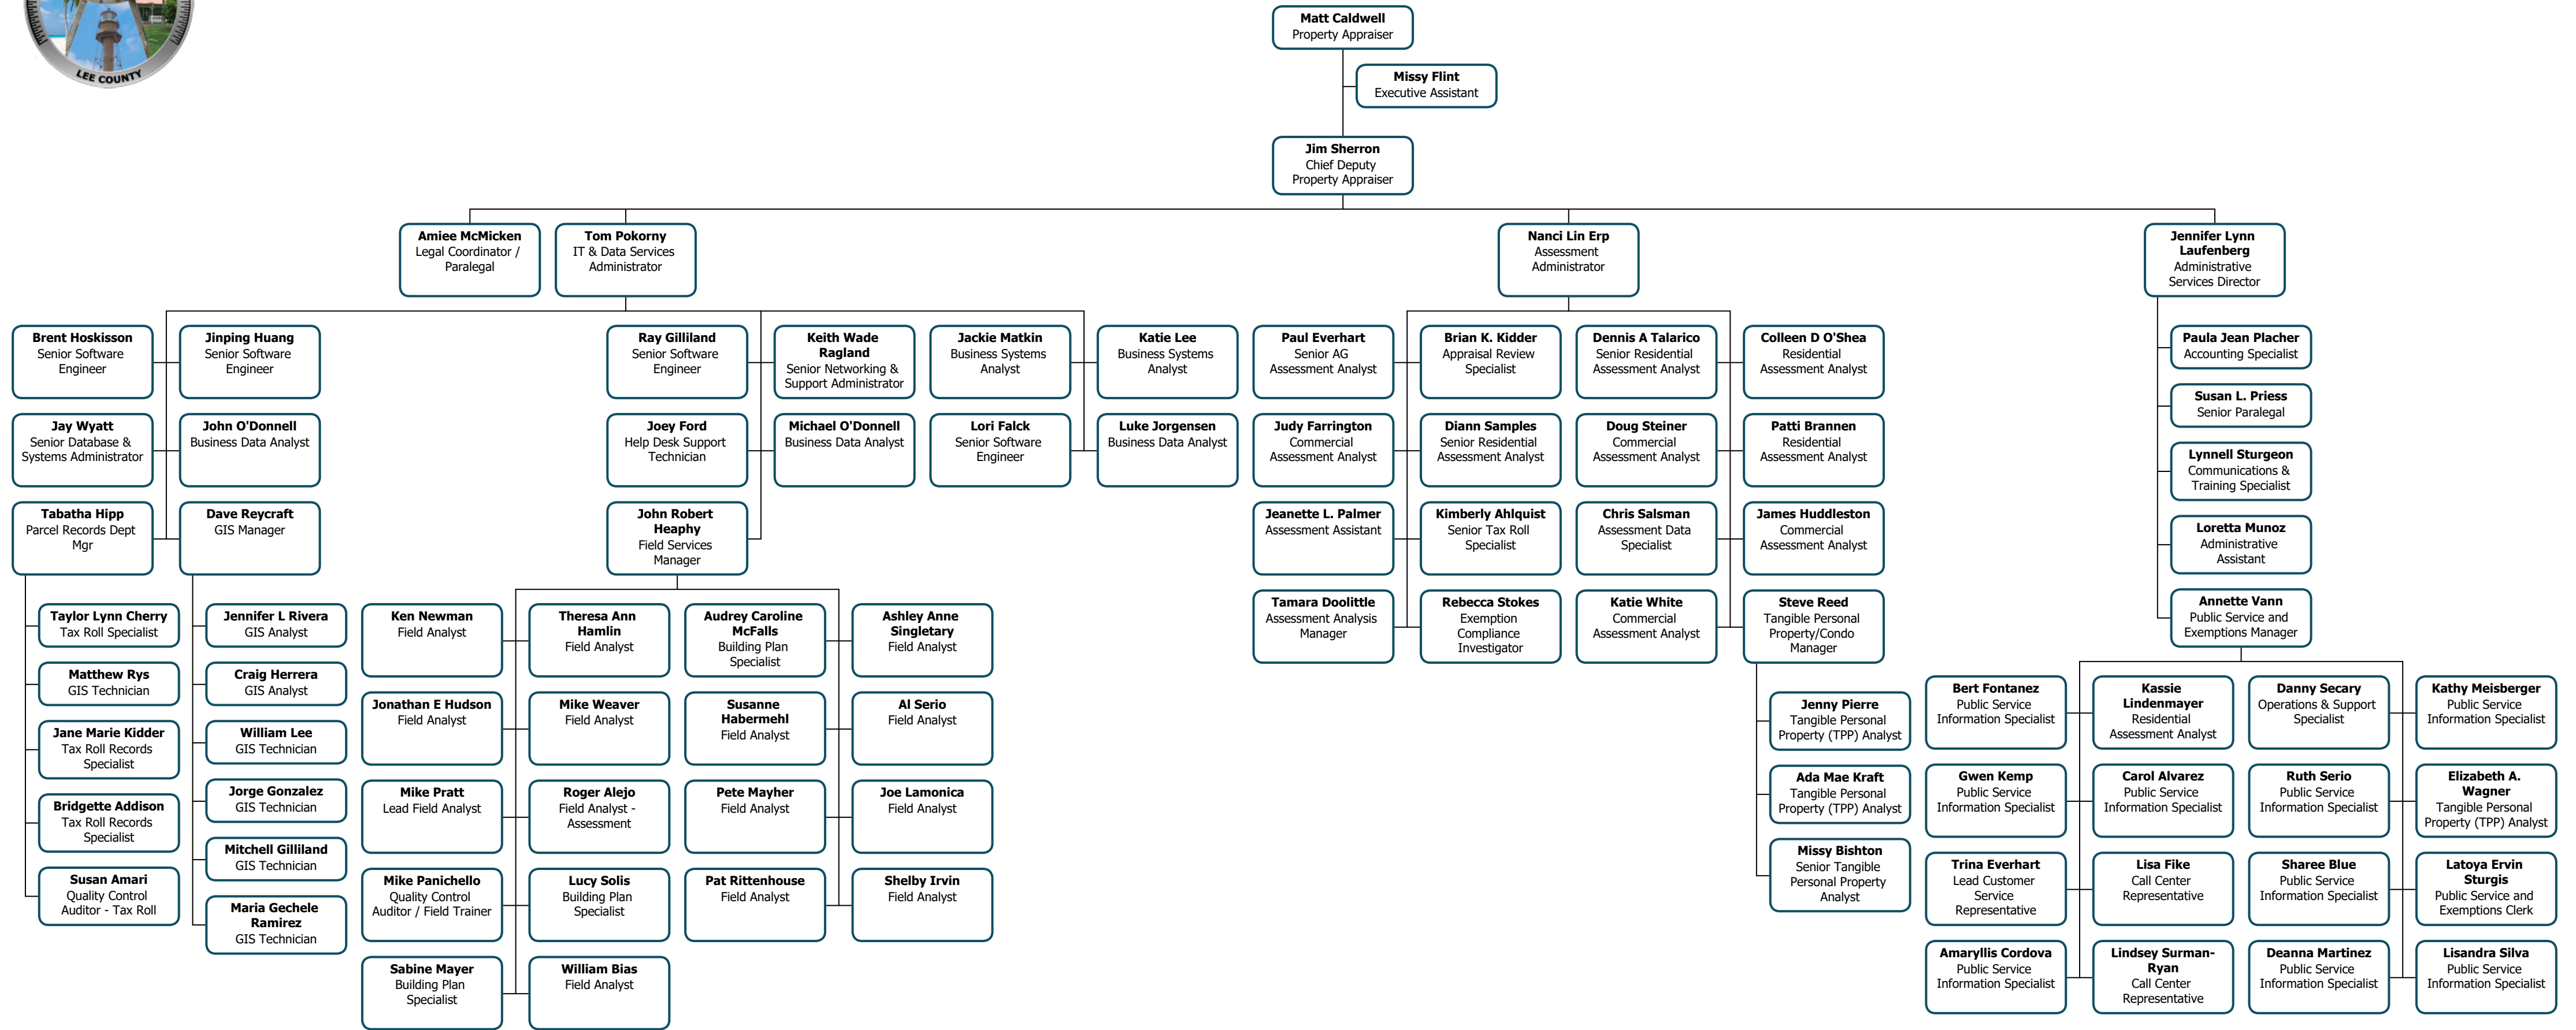 LEE COUNTY
Matt Caldwell
Property Appraiser
Missy Flint
Executive Assistant
Jim Sherron
Chief Deputy
Property Appraiser
Amiee McMicken
Legal Coordinator /
Paralegal
Tom Pokorny
IT & Data Services
Administrator
Nanci Lin Erp
Assessment
Administrator
Jennifer Lynn
Laufenberg
Administrative
Services Director
Brent Hoskisson
Senior Software
Engineer
Jinping Huang
Senior Software
Engineer
Jay Wyatt
Senior Database &
Systems Administrator
John O'Donnell
Business Data Analyst
Tabatha Hipp
Parcel Records Dept
Mgr
Dave Reycraft
GIS Manager
Taylor Lynn Cherry
Tax Roll Specialist
Matthew Rys
GIS Technician
Jane Marie Kidder
Tax Roll Records
Specialist
Bridgette Addison
Tax Roll Records
Specialist
Susan Amari
Quality Control
Auditor - Tax Roll
Jennifer L Rivera
GIS Analyst
Craig Herrera
GIS Analyst
William Lee
GIS Technician
Jorge Gonzalez
GIS Technician
Mitchell Gilliland
GIS Technician
Maria Gechele
Ramirez
GIS Technician
Ray Gilliland
Senior Software
Engineer
Keith Wade
Ragland
Senior Networking &
Support Administrator
Joey Ford
Help Desk Support
Technician
Michael O'Donnell
Business Data Analyst
John Robert
Heaphy
Field Services
Manager
Jackie Matkin
Business Systems
Analyst
Katie Lee
Business Systems
Analyst
Lori Falck
Senior Software
Engineer
Luke Jorgensen
Business Data Analyst
Ken Newman
Field Analyst
Theresa Ann
Hamlin
Field Analyst
Audrey Caroline
McFalls
Building Plan
Specialist
Ashley Anne
Singletary
Field Analyst
Jonathan E Hudson
Field Analyst
Mike Weaver
Field Analyst
Susanne
Habermehl
Field Analyst
Al Serio
Field Analyst
Mike Pratt
Lead Field Analyst
Roger Alejo
Field Analyst -
Assessment
Pete Mayher
Field Analyst
Joe Lamonica
Field Analyst
Mike Panichello
Quality Control
Auditor / Field Trainer
Lucy Solis
Building Plan
Specialist
Pat Rittenhouse
Field Analyst
Shelby Irvin
Field Analyst
Sabine Mayer
Building Plan
Specialist
William Bias
Field Analyst
Paul Everhart
Senior AG
Assessment Analyst
Brian K. Kidder
Appraisal Review
Specialist
Dennis A Talarico
Senior Residential
Assessment Analyst
Colleen D O'Shea
Residential
Assessment Analyst
Judy Farrington
Commercial
Assessment Analyst
Diann Samples
Senior Residential
Assessment Analyst
Doug Steiner
Commercial
Assessment Analyst
Patti Brannen
Residential
Assessment Analyst
Jeanette L. Palmer
Assessment Assistant
Kimberly Ahlquist
Senior Tax Roll
Specialist
Chris Salsman
Assessment Data
Specialist
James Huddleston
Commercial
Assessment Analyst
Tamara Doolittle
Assessment Analysis
Manager
Rebecca Stokes
Exemption
Compliance
Investigator
Katie White
Commercial
Assessment Analyst
Steve Reed
Tangible Personal
Property/Condo
Manager
Jenny Pierre
Tangible Personal
Property (TPP) Analyst
Ada Mae Kraft
Tangible Personal
Property (TPP) Analyst
Missy Bishton
Senior Tangible
Personal Property
Analyst
Paula Jean Placher
Accounting Specialist
Susan L. Priess
Senior Paralegal
Lynnell Sturgeon
Communications &
Training Specialist
Loretta Munoz
Administrative
Assistant
Annette Vann
Public Service and
Exemptions Manager
Bert Fontanez
Public Service
Information Specialist
Kassie
Lindenmayer
Residential
Assessment Analyst
Danny Secary
Operations & Support
Specialist
Kathy Meisberger
Public Service
Information Specialist
Gwen Kemp
Public Service
Information Specialist
Carol Alvarez
Public Service
Information Specialist
Ruth Serio
Public Service
Information Specialist
Elizabeth A.
Wagner
Tangible Personal
Property (TPP) Analyst
Trina Everhart
Lead Customer
Service
Representative
Lisa Fike
Call Center
Representative
Sharee Blue
Public Service
Information Specialist
Latoya Ervin
Sturgis
Public Service and
Exemptions Clerk
Amaryllis Cordova
Public Service
Information Specialist
Lindsey Surman-
Ryan
Call Center
Representative
Deanna Martinez
Public Service
Information Specialist
Lisandra Silva
Public Service
Information Specialist